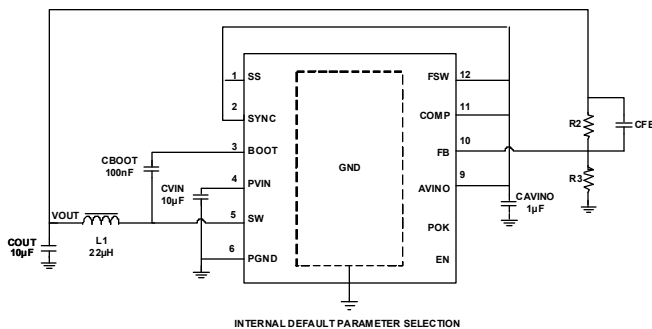 1
SS
FSW
12
2
SYNC
COMP
11
R2
CFB
3
BOOT
FB
10
CBOOT
100nF
GND
4
PVIN
CVIN
10µF
AVINO
9
R3
VOUT
5
SW
CAVINO
1µF
COUT
10µF
L1
22µH
POK
6
PGND
EN
INTERNAL DEFAULT PARAMETER SELECTION